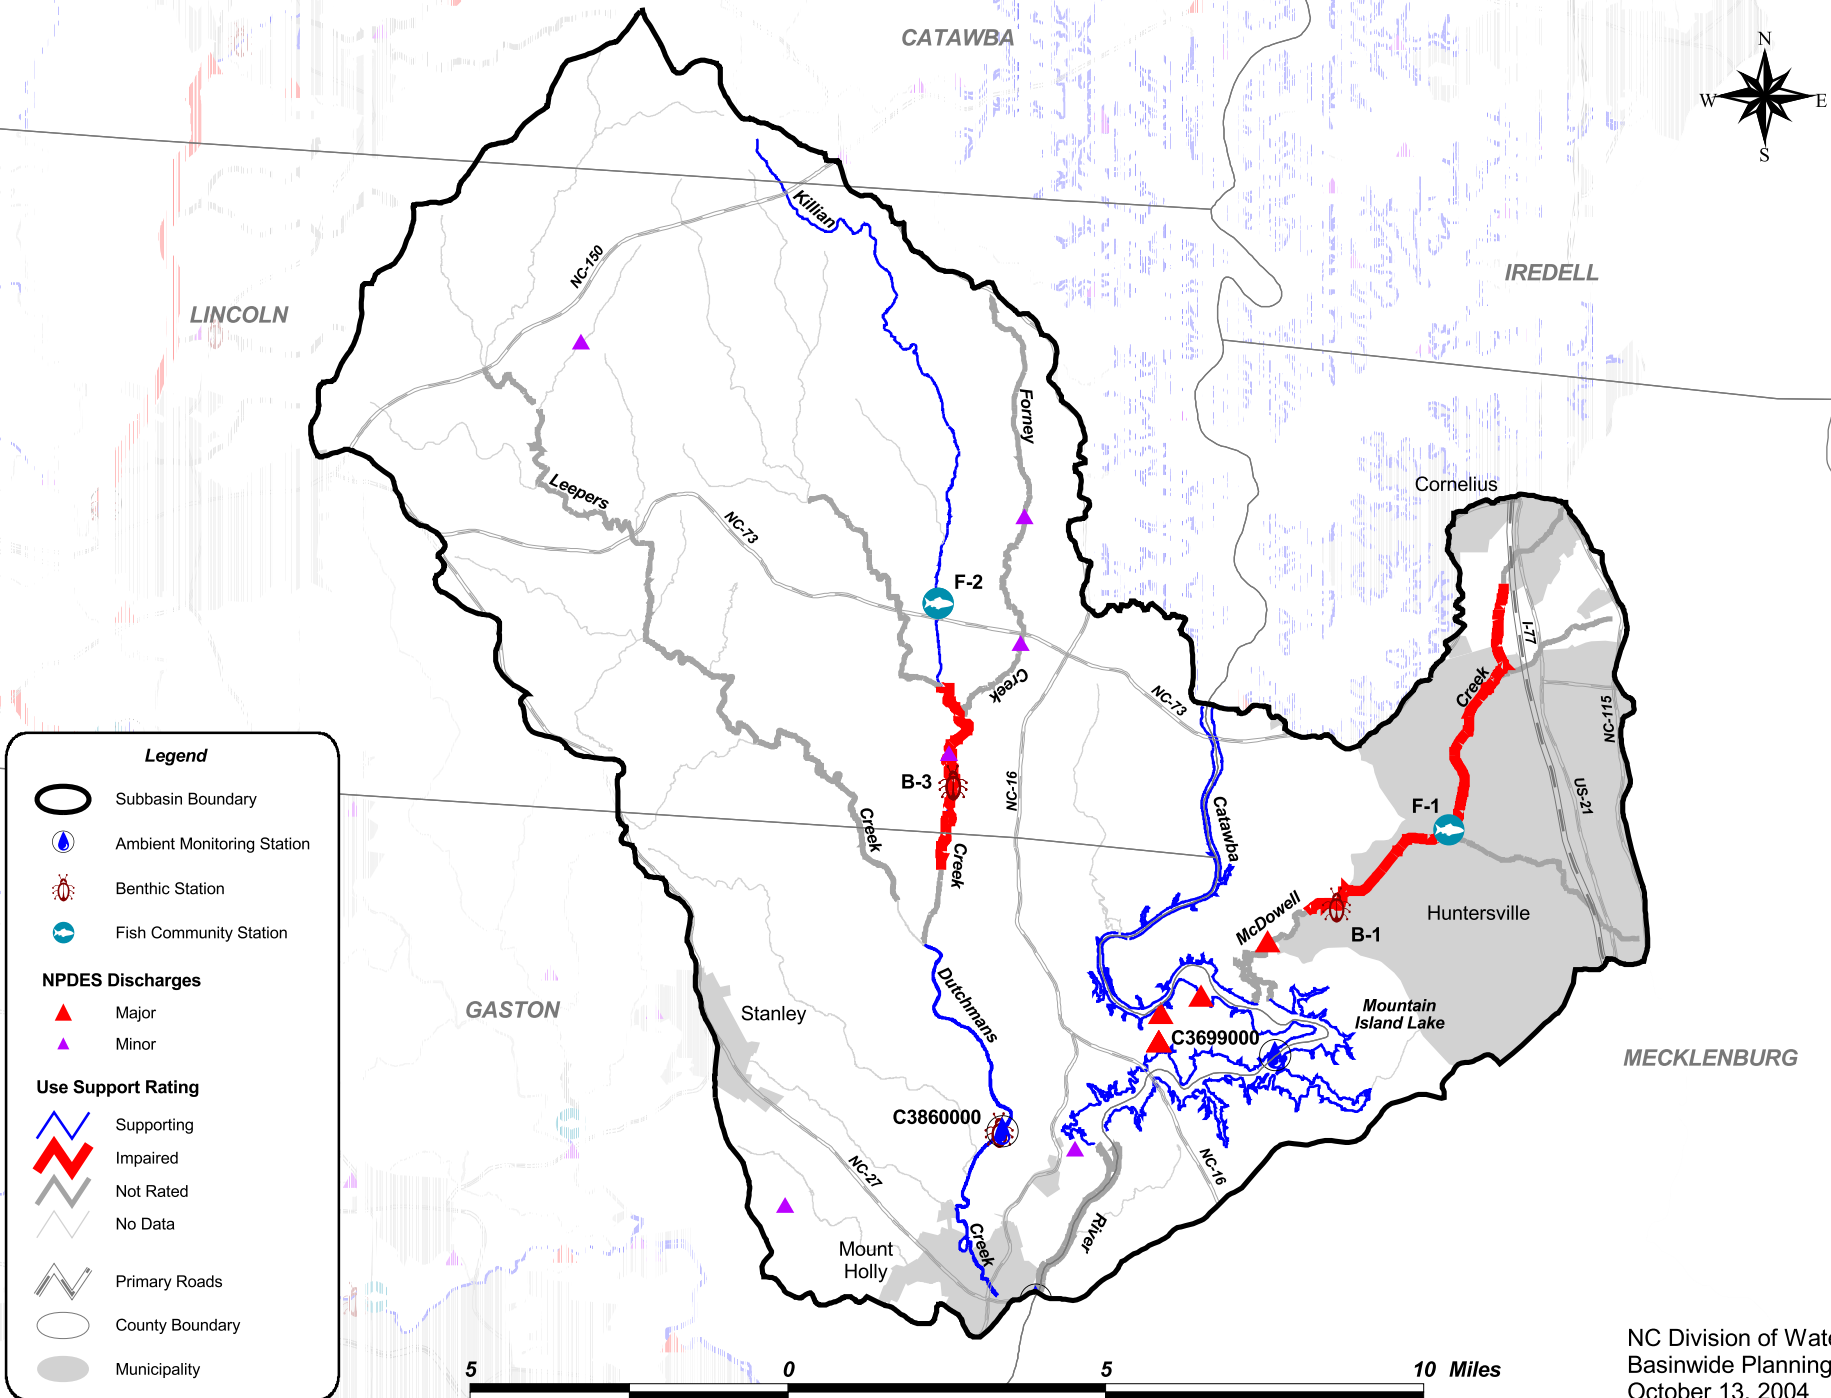 CATAWBA
N
W
E
S
IREDELL
LINCOLN
Killian
NC-150
Forney
Leepers
NC-73
Cornelius
F-2
I-77
Creek
Creek
NC-73
NC-115
B-3
NC-16
US-21
F-1
Catawba
Creek
Creek
McDowell
Huntersville
B-1
Dutchmans
GASTON
Stanley
Mountain
Island Lake
C3699000
MECKLENBURG
C3860000
NC-27
NC-16
River
Creek
Mount
Holly
Legend
Subbasin Boundary
Ambient Monitoring Station
Benthic Station
Fish Community Station
NPDES Discharges
Major
Minor
Use Support Rating
Supporting
Impaired
Not Rated
No Data
Primary Roads
County Boundary
Municipality
5 0 5 10 Miles
NC Division of Wate
Basinwide Planning
October 13, 2004